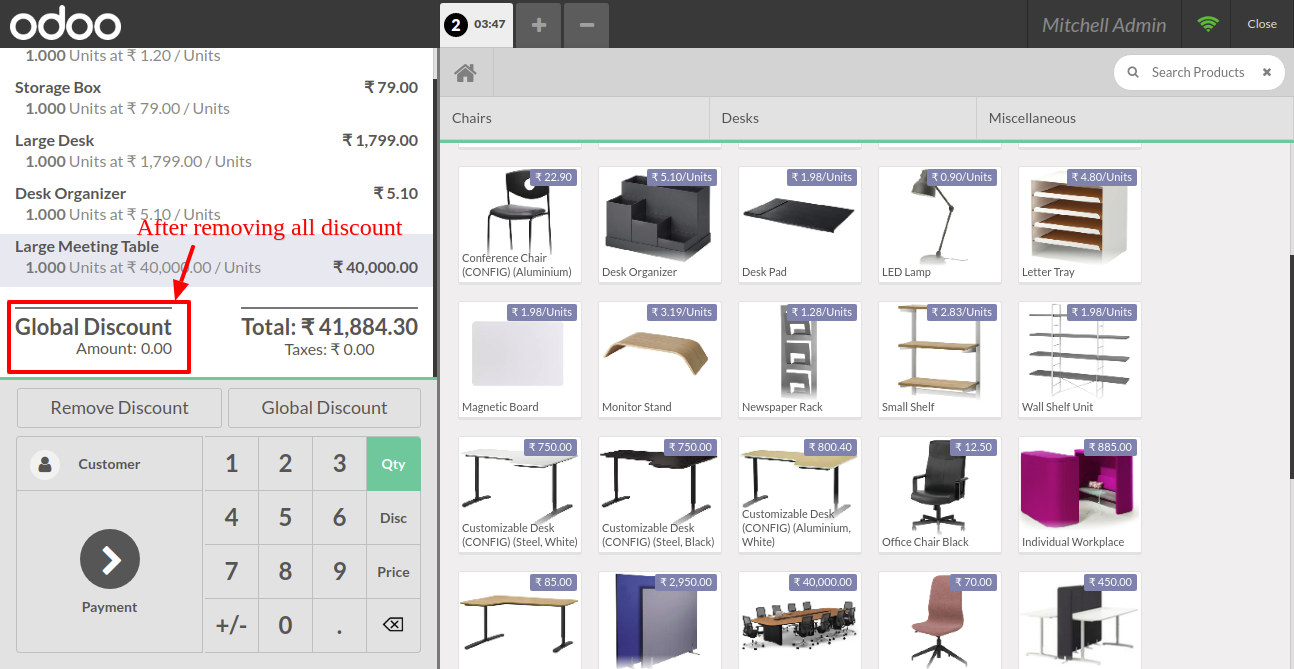 odoo
2 03:47
+
−
Mitchell Admin
Close
1.000 Units at ₹ 1.20 / Units
Storage Box ₹ 79.00
1.000 Units at ₹ 79.00 / Units
Large Desk ₹ 1,799.00
1.000 Units at ₹ 1,799.00 / Units
Desk Organizer ₹ 5.10
1.000 Units at ₹ 5.10 / Units
After removing all discount
Large Meeting Table
1.000 Units at ₹ 40,000.00 / Units ₹ 40,000.00
Global Discount
Amount: 0.00
Total: ₹ 41,884.30
Taxes: ₹ 0.00
Remove Discount
Global Discount
Customer
Payment
1 2 3 Qty
4 5 6 Disc
7 8 9 Price
+/- 0 .
Search Products
Chairs
Desks
Miscellaneous
₹ 22.90
Conference Chair
(CONFIG) (Aluminium)
₹ 5.10/Units
Desk Organizer
₹ 1.98/Units
Desk Pad
₹ 0.90/Units
LED Lamp
₹ 4.80/Units
Letter Tray
₹ 1.98/Units
Magnetic Board
₹ 3.19/Units
Monitor Stand
₹ 1.28/Units
Newspaper Rack
₹ 2.83/Units
Small Shelf
₹ 1.98/Units
Wall Shelf Unit
₹ 750.00
Customizable Desk
(CONFIG) (Steel, White)
₹ 750.00
Customizable Desk
(CONFIG) (Steel, Black)
₹ 800.40
Customizable Desk
(CONFIG) (Aluminium,
White)
₹ 12.50
Office Chair Black
₹ 885.00
Individual Workplace
₹ 85.00
₹ 2,950.00
₹ 40,000.00
₹ 70.00
₹ 450.00